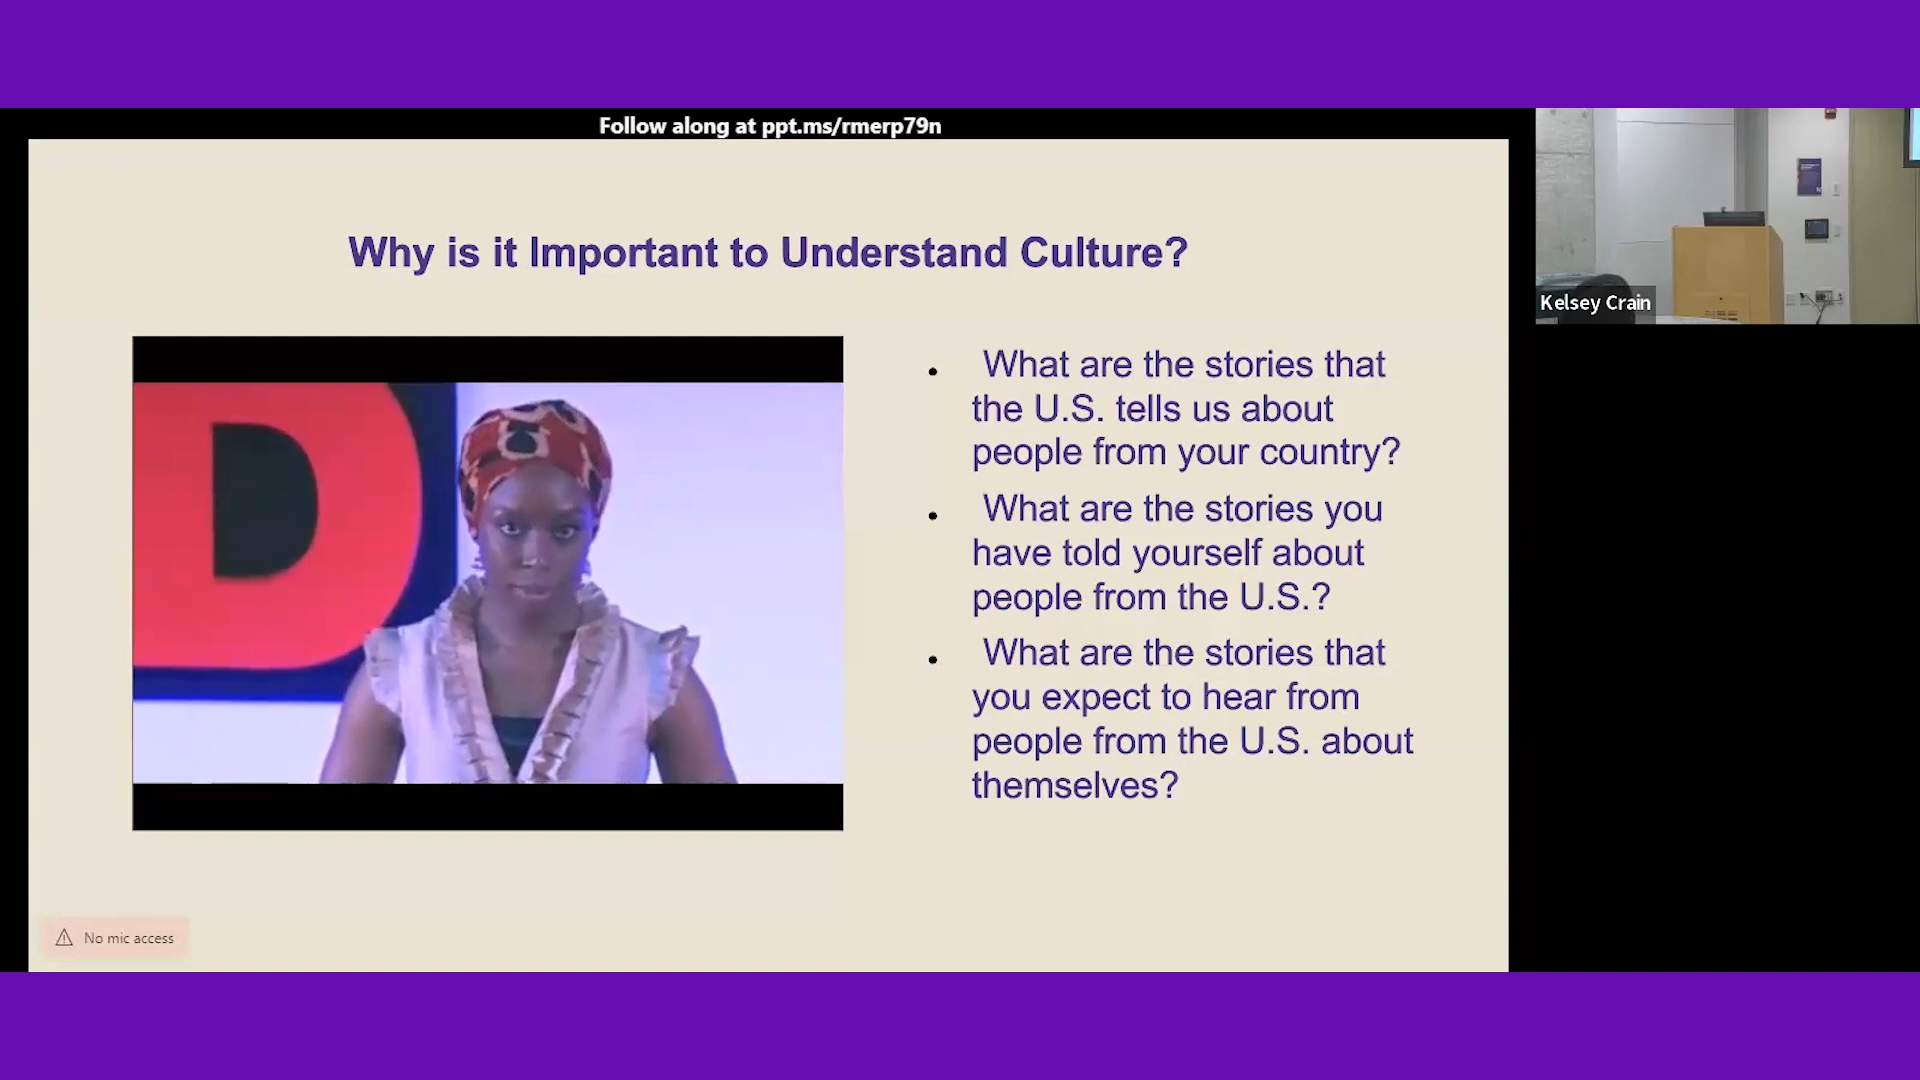 Follow along at ppt.ms/rmerp79n
Why is it Important to Understand Culture?
D
• What are the stories that
the U.S. tells us about
people from your country?
• What are the stories you
have told yourself about
people from the U.S.?
• What are the stories that
you expect to hear from
people from the U.S. about
themselves?
No mic access
Kelsey Crain